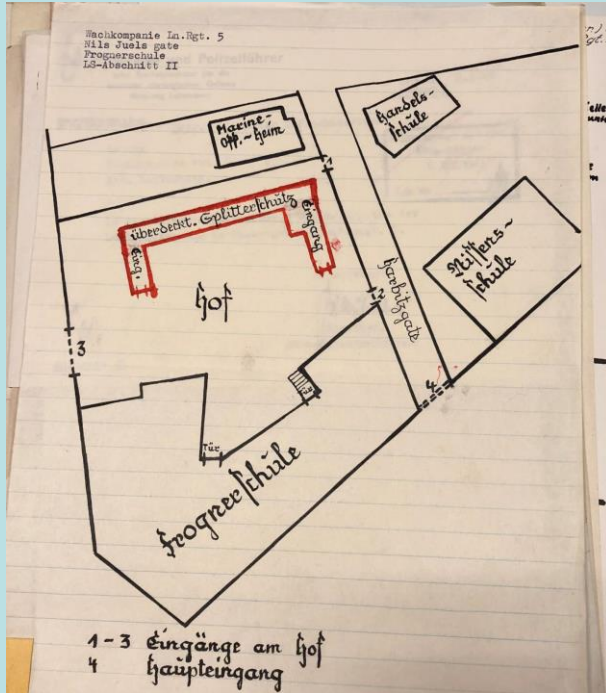 Wachkompanie Ln.Rgt. 5
Nils Juels gate
Frognerschule
LS-Abschnitt II
Marine-
Off.-Heim
Handels-
schule
1
überdeckt. Splitterschutz
Eingang
Eing.
Hof
2
Harbitzgate
Nissens-
schule
3
4
Tür
Frognerschule
1-3 Eingänge am Hof
4 Haupteingang